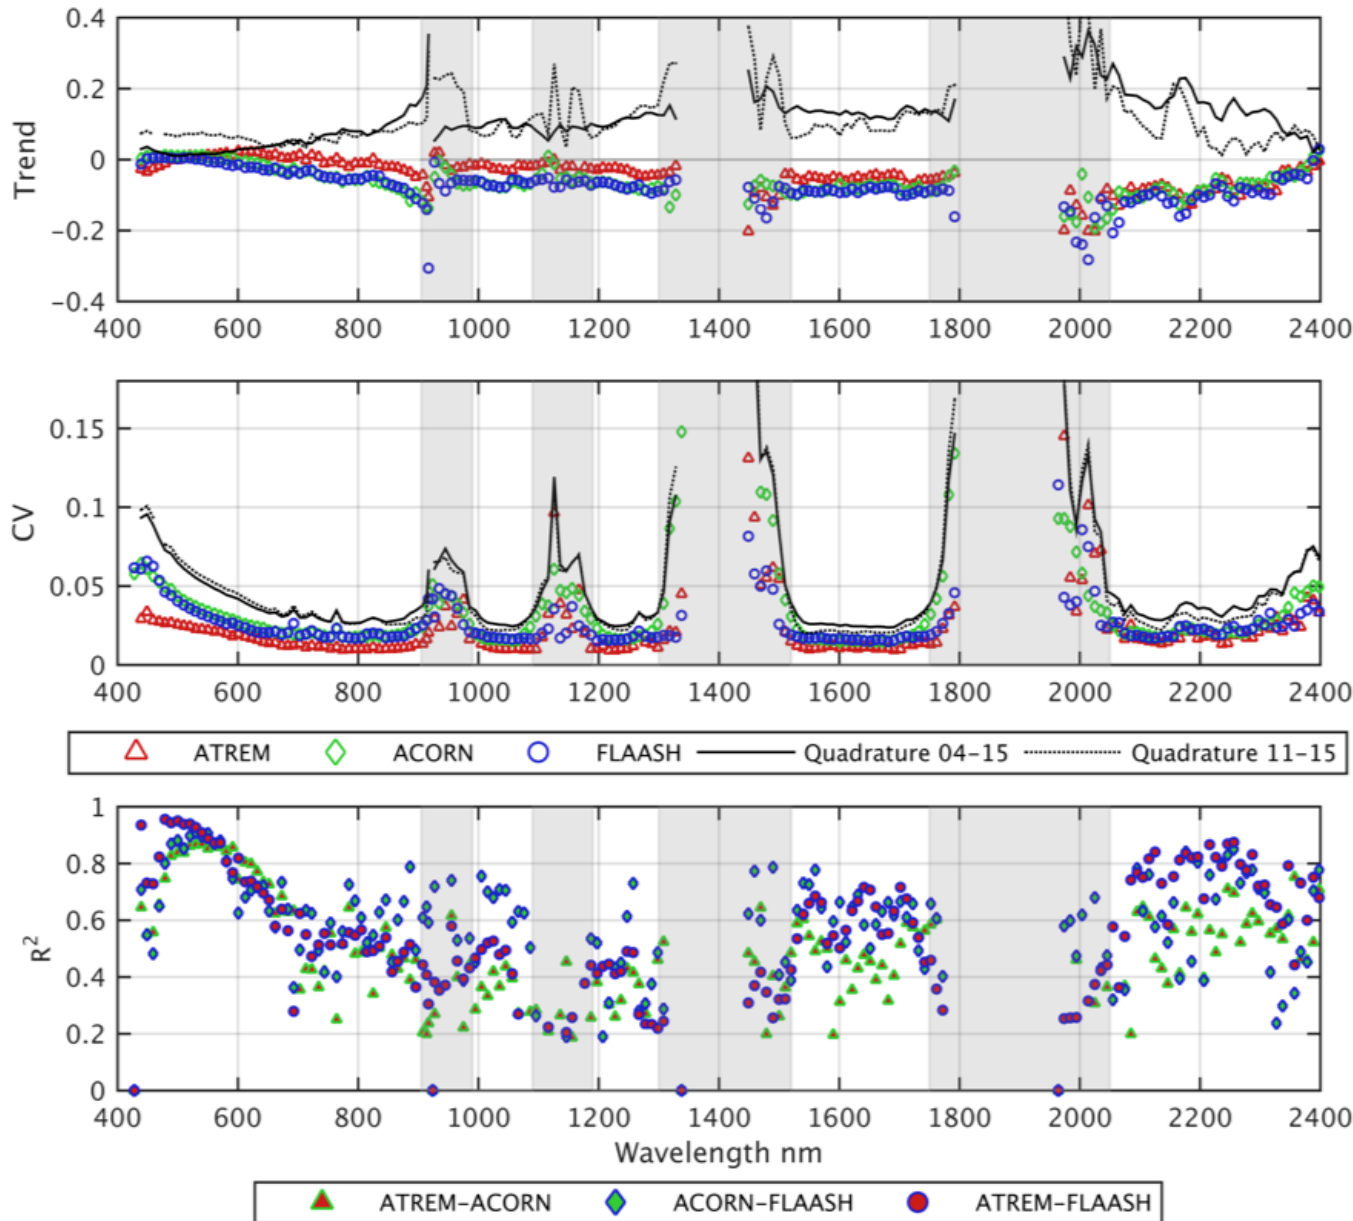 0.4
0.2
0
−0.2
−0.4
Trend
400 600 800 1000 1200 1400 1600 1800 2000 2200 2400
0.15
0.1
0.05
0
CV
400 600 800 1000 1200 1400 1600 1800 2000 2200 2400
ATREM ACORN FLAASH Quadrature 04−15 Quadrature 11−15
1
0.8
0.6
0.4
0.2
0
R²
400 600 800 1000 1200 1400 1600 1800 2000 2200 2400
Wavelength nm
ATREM−ACORN ACORN−FLAASH ATREM−FLAASH